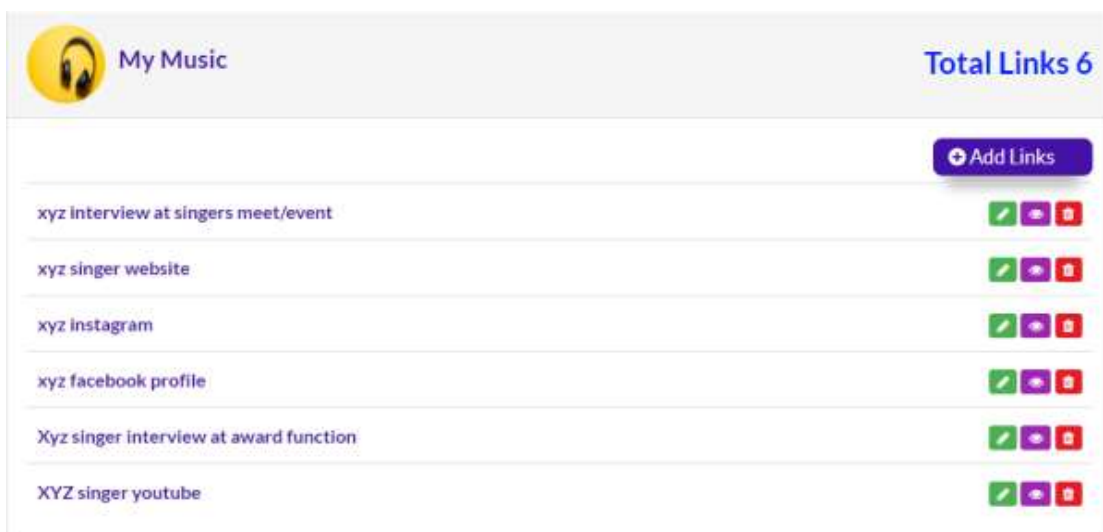 My Music
Total Links 6
Add Links
xyz interview at singers meet/event
xyz singer website
xyz instagram
xyz facebook profile
Xyz singer interview at award function
XYZ singer youtube